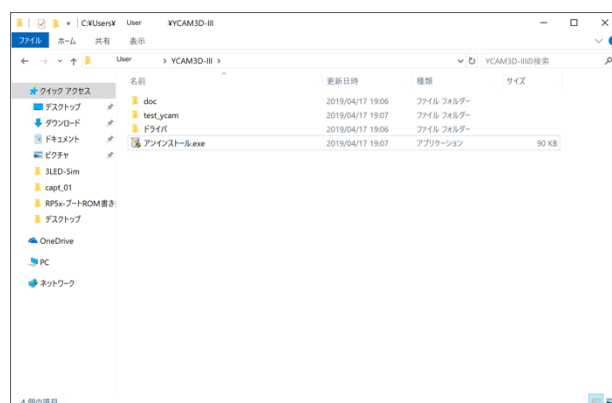 C:¥Users¥ User ¥YCAM3D-III
ファイル ホーム 共有 表示
User > YCAM3D-III >
YCAM3D-IIIの検索
名前 更新日時 種類 サイズ
クイック アクセス
デスクトップ
ダウンロード
ドキュメント
ピクチャ
3LED-Sim
capt_01
RP5x-ブートROM書き
デスクトップ
OneDrive
PC
ネットワーク
doc 2019/04/17 19:06 ファイル フォルダー
test_ycam 2019/04/17 19:07 ファイル フォルダー
ドライバ 2019/04/17 19:06 ファイル フォルダー
アンインストール.exe 2019/04/17 19:07 アプリケーション 90 KB
4 個の項目